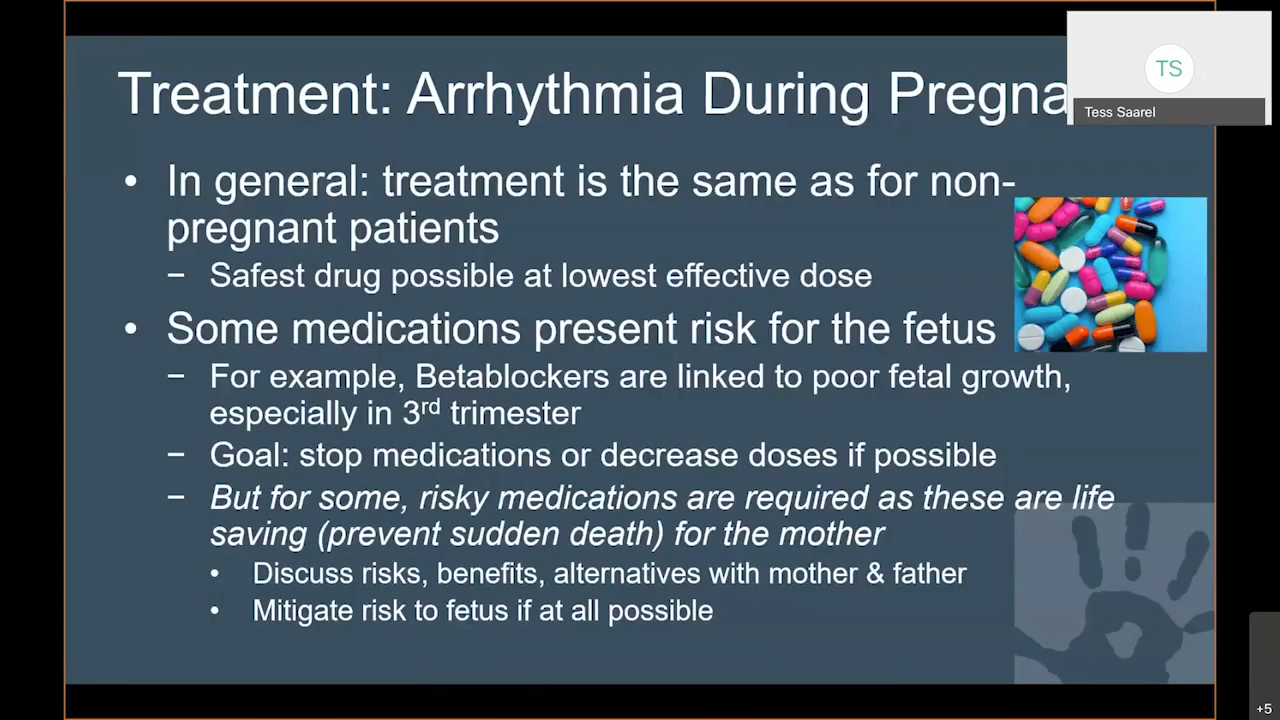 Treatment: Arrhythmia During Pregna
TS
Tess Saarel
• In general: treatment is the same as for non-
pregnant patients
− Safest drug possible at lowest effective dose
• Some medications present risk for the fetus
− For example, Betablockers are linked to poor fetal growth,
especially in 3rd trimester
− Goal: stop medications or decrease doses if possible
− But for some, risky medications are required as these are life
saving (prevent sudden death) for the mother
• Discuss risks, benefits, alternatives with mother & father
• Mitigate risk to fetus if at all possible
+5